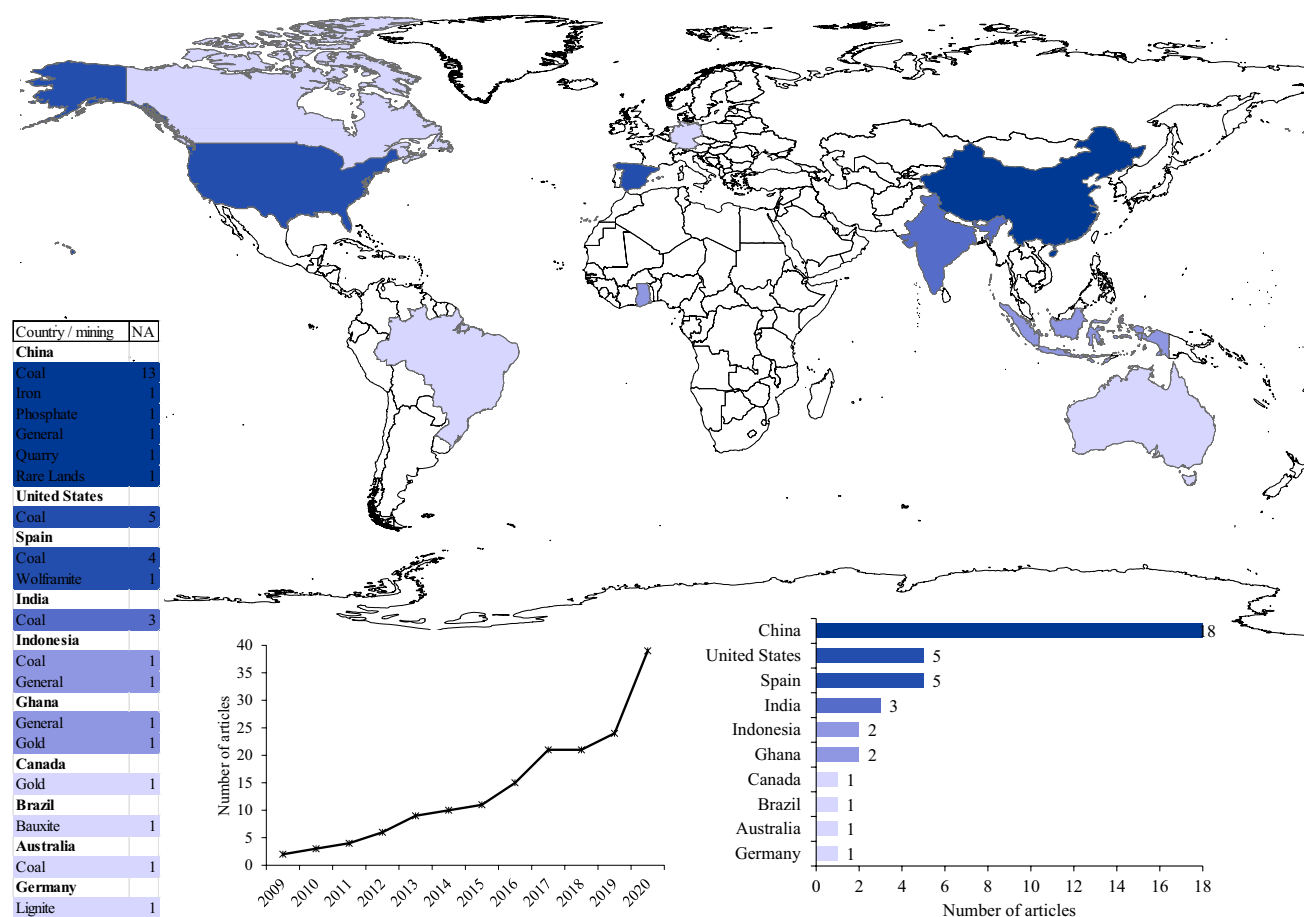 Country / mining NA
China
Coal 13
Iron 1
Phosphate 1
General 1
Quarry 1
Rare Lands 1
United States
Coal 5
Spain
Coal 4
Wolframite 1
India
Coal 3
Indonesia
Coal 1
General 1
Ghana
General 1
Gold 1
Canada
Gold 1
Brazil
Bauxite 1
Australia
Coal 1
Germany
Lignite 1
Number of articles
40
35
30
25
20
15
10
5
0
2009 2010 2011 2012 2013 2014 2015 2016 2017 2018 2019 2020
China 18
United States 5
Spain 5
India 3
Indonesia 2
Ghana 2
Canada 1
Brazil 1
Australia 1
Germany 1
0 2 4 6 8 10 12 14 16 18
Number of articles